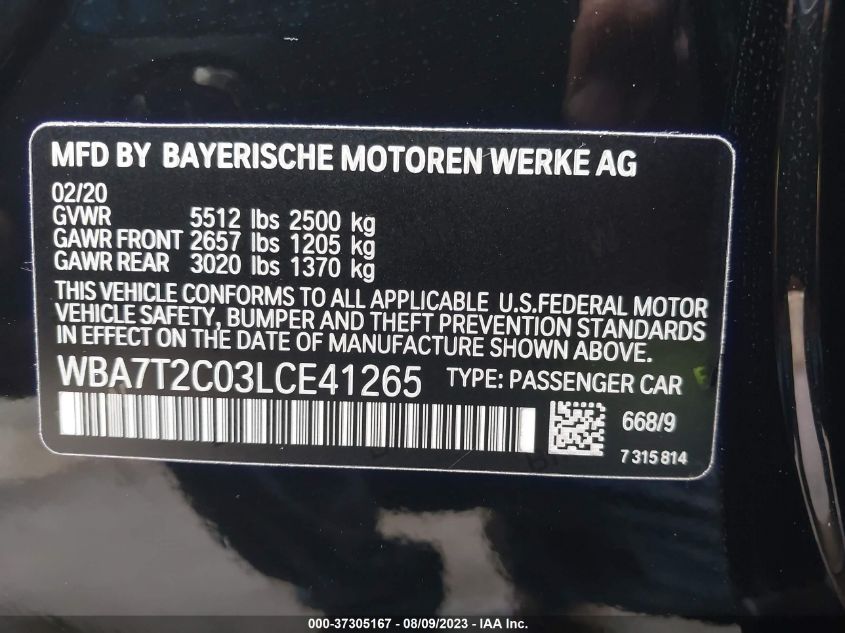 MFD BY BAYERISCHE MOTOREN WERKE AG
02/20
GVWR 5512 lbs 2500 kg
GAWR FRONT 2657 lbs 1205 kg
GAWR REAR 3020 lbs 1370 kg
THIS VEHICLE CONFORMS TO ALL APPLICABLE U.S.FEDERAL MOTOR
VEHICLE SAFETY, BUMPER AND THEFT PREVENTION STANDARDS
IN EFFECT ON THE DATE OF MANUFACTURE SHOWN ABOVE.
WBA7T2C03LCE41265 TYPE: PASSENGER CAR
668/9
7 315 814
000-37305167 - 08/09/2023 - © IAA, Inc.